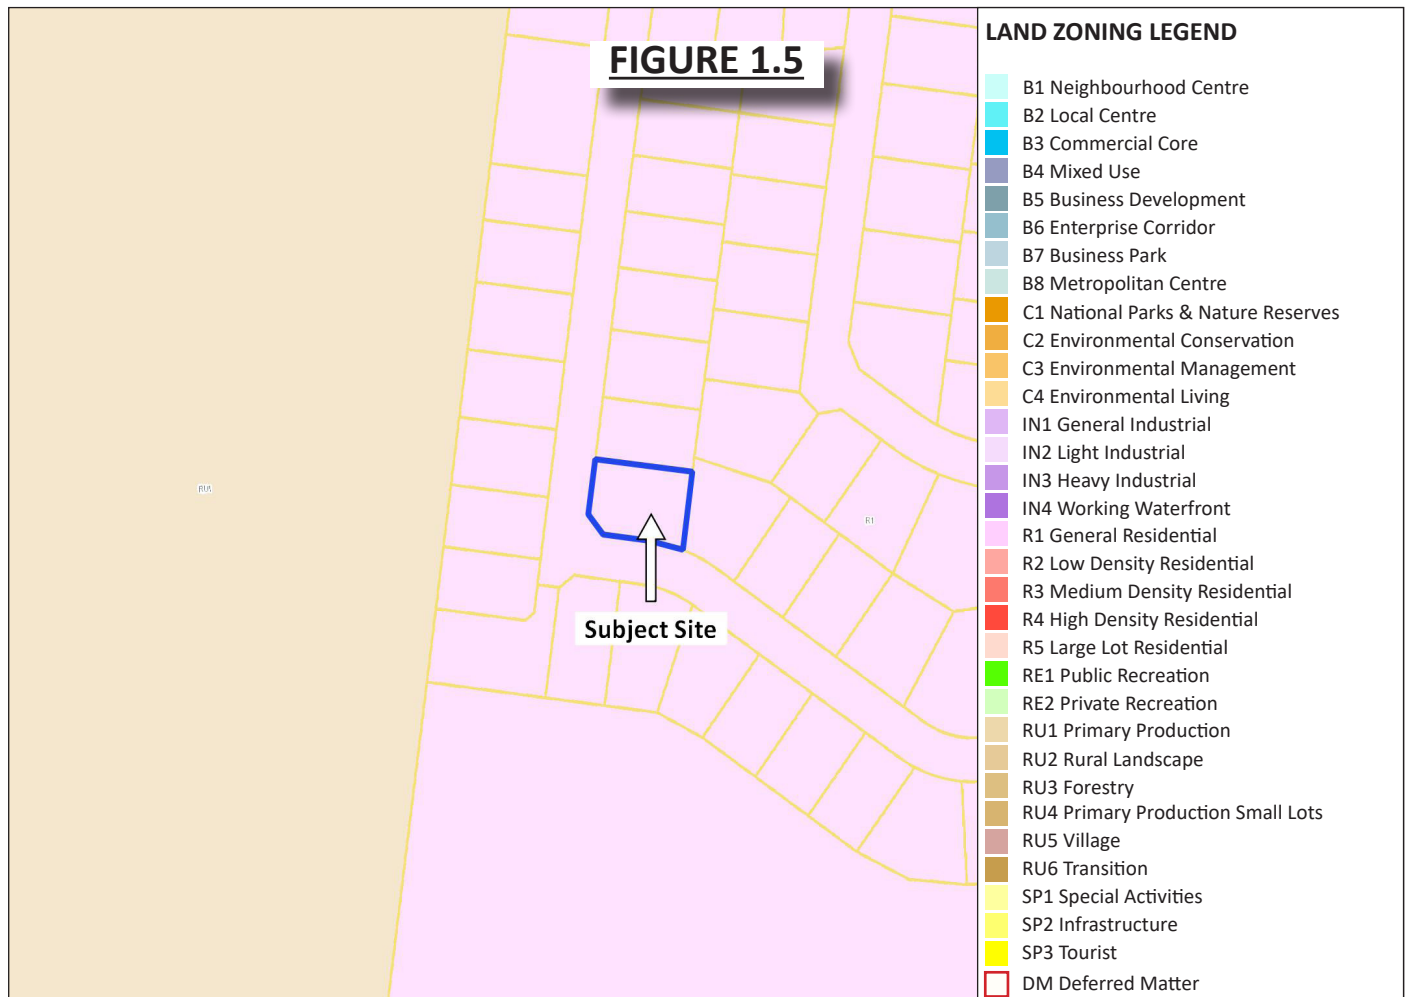 FIGURE 1.5
R1
Subject Site
LAND ZONING LEGEND
B1 Neighbourhood Centre
B2 Local Centre
B3 Commercial Core
B4 Mixed Use
B5 Business Development
B6 Enterprise Corridor
B7 Business Park
B8 Metropolitan Centre
C1 National Parks & Nature Reserves
C2 Environmental Conservation
C3 Environmental Management
C4 Environmental Living
IN1 General Industrial
IN2 Light Industrial
IN3 Heavy Industrial
IN4 Working Waterfront
R1 General Residential
R2 Low Density Residential
R3 Medium Density Residential
R4 High Density Residential
R5 Large Lot Residential
RE1 Public Recreation
RE2 Private Recreation
RU1 Primary Production
RU2 Rural Landscape
RU3 Forestry
RU4 Primary Production Small Lots
RU5 Village
RU6 Transition
SP1 Special Activities
SP2 Infrastructure
SP3 Tourist
DM Deferred Matter